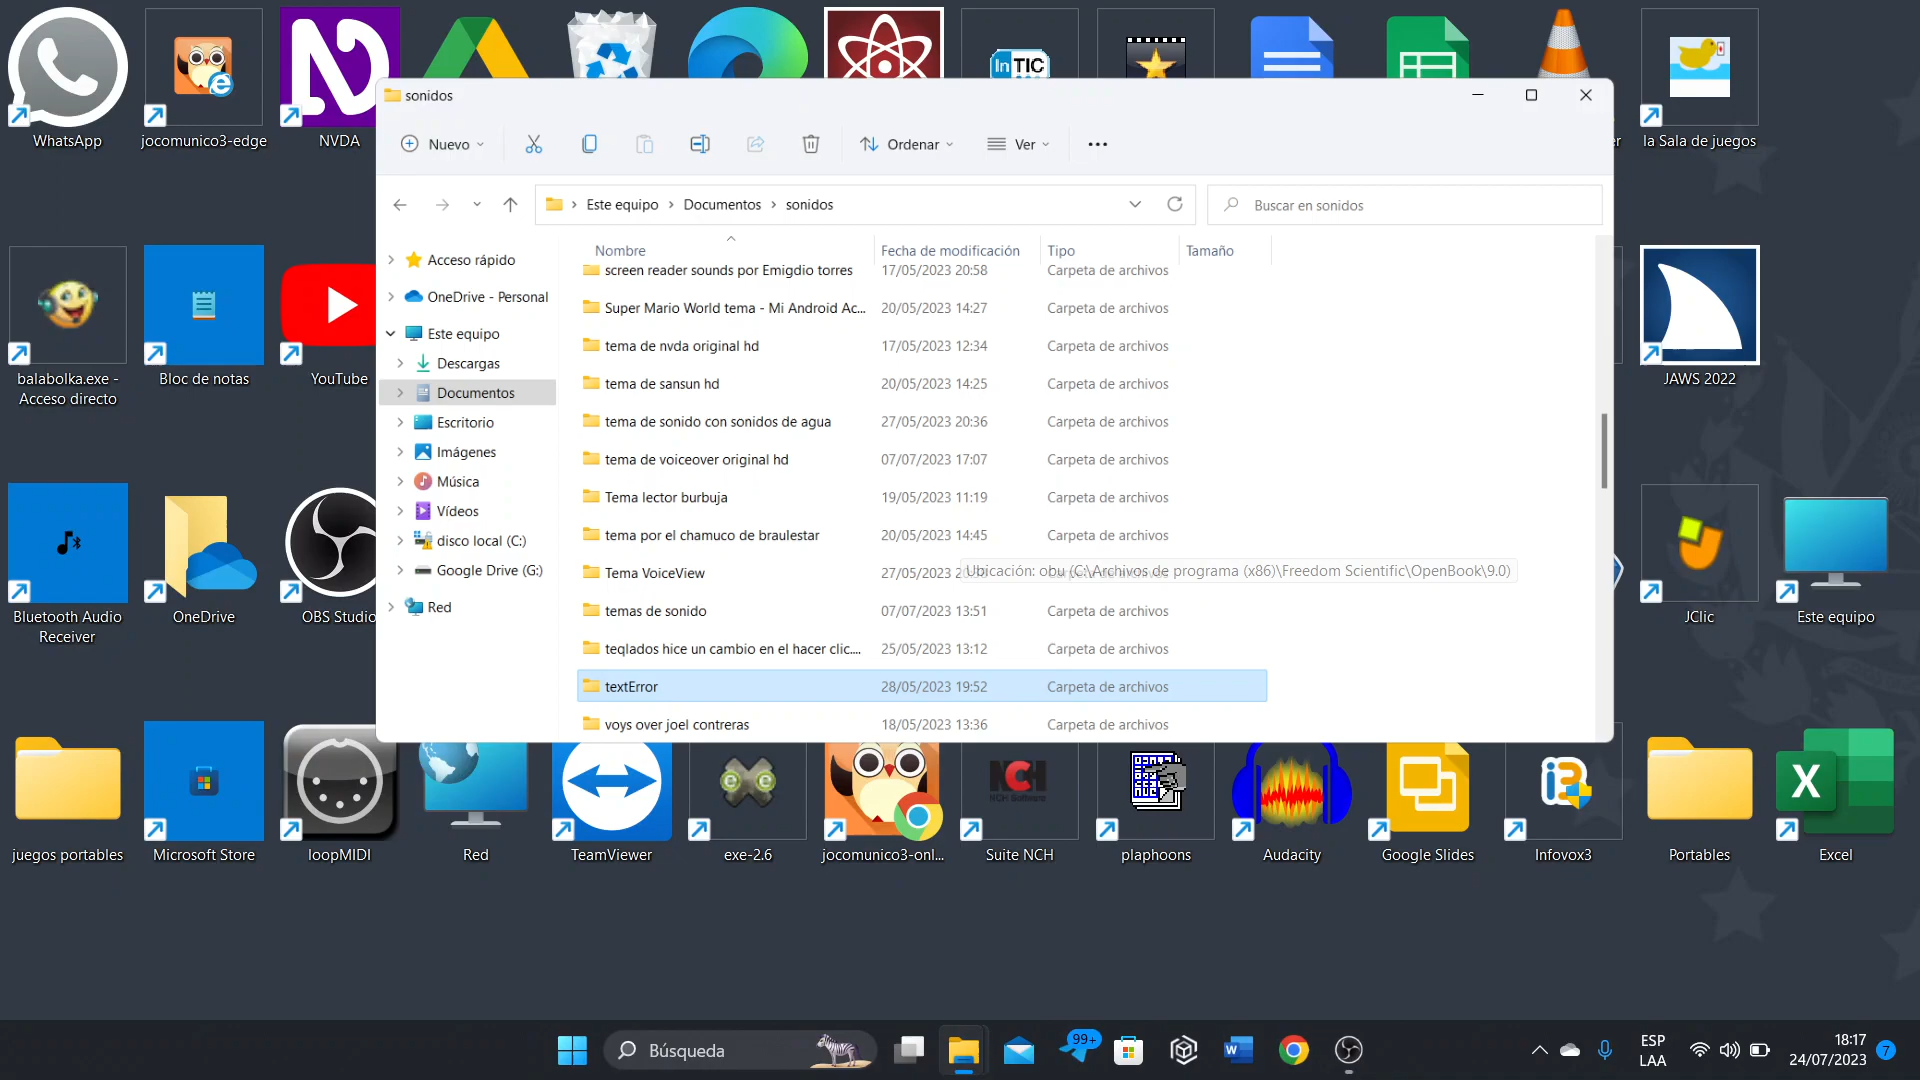 sonidos
Nuevo
Ordenar
Ver
Este equipo
Documentos
sonidos
Buscar en sonidos
Acceso rápido
OneDrive - Personal
Este equipo
Descargas
Documentos
Escritorio
Imágenes
Música
Vídeos
disco local (C:)
Google Drive (G:)
Red
Nombre
Fecha de modificación
Tipo
Tamaño
screen reader sounds por Emigdio torres 17/05/2023 20:58 Carpeta de archivos
Super Mario World tema - Mi Android Ac... 20/05/2023 14:27 Carpeta de archivos
tema de nvda original hd 17/05/2023 12:34 Carpeta de archivos
tema de sansun hd 20/05/2023 14:25 Carpeta de archivos
tema de sonido con sonidos de agua 27/05/2023 20:36 Carpeta de archivos
tema de voiceover original hd 07/07/2023 17:07 Carpeta de archivos
Tema lector burbuja 19/05/2023 11:19 Carpeta de archivos
tema por el chamuco de braulestar 20/05/2023 14:45 Carpeta de archivos
Tema VoiceView 27/05/2023
Ubicación: obu (C:\Archivos de programa (x86)\Freedom Scientific\OpenBook\9.0)
temas de sonido 07/07/2023 13:51 Carpeta de archivos
teqlados hice un cambio en el hacer clic.... 25/05/2023 13:12 Carpeta de archivos
textError 28/05/2023 19:52 Carpeta de archivos
voys over joel contreras 18/05/2023 13:36 Carpeta de archivos
WhatsApp
jocomunico3-edge
NVDA
InTIC
la Sala de juegos
balabolka.exe -
Acceso directo
Bloc de notas
YouTube
JAWS 2022
Bluetooth Audio
Receiver
OneDrive
OBS Studio
JClic
Este equipo
juegos portables
Microsoft Store
loopMIDI
Red
TeamViewer
exe-2.6
jocomunico3-onl...
NCH
Suite NCH
plaphoons
Audacity
Google Slides
Infovox3
Portables
Excel
Búsqueda
99+
ESP
LAA
18:17
24/07/2023
7